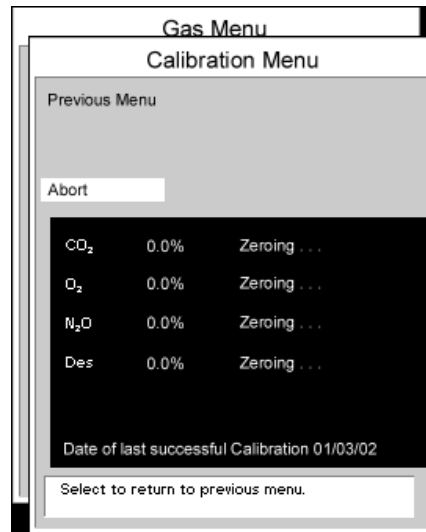 Gas Menu
Calibration Menu
Previous Menu
Abort
CO₂ 0.0% Zeroing . . .
O₂ 0.0% Zeroing . . .
N₂O 0.0% Zeroing . . .
Des 0.0% Zeroing . . .
Date of last successful Calibration 01/03/02
Select to return to previous menu.